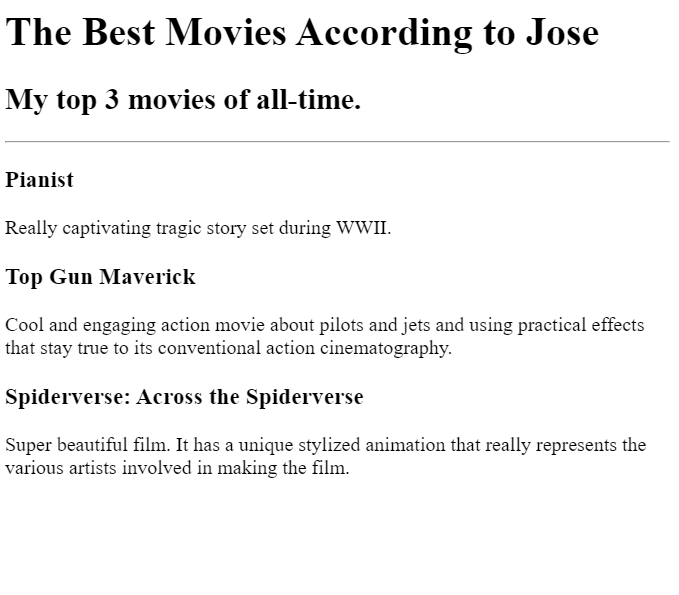 The Best Movies According to Jose
My top 3 movies of all-time.
Pianist
Really captivating tragic story set during WWII.
Top Gun Maverick
Cool and engaging action movie about pilots and jets and using practical effects
that stay true to its conventional action cinematography.
Spiderverse: Across the Spiderverse
Super beautiful film. It has a unique stylized animation that really represents the
various artists involved in making the film.